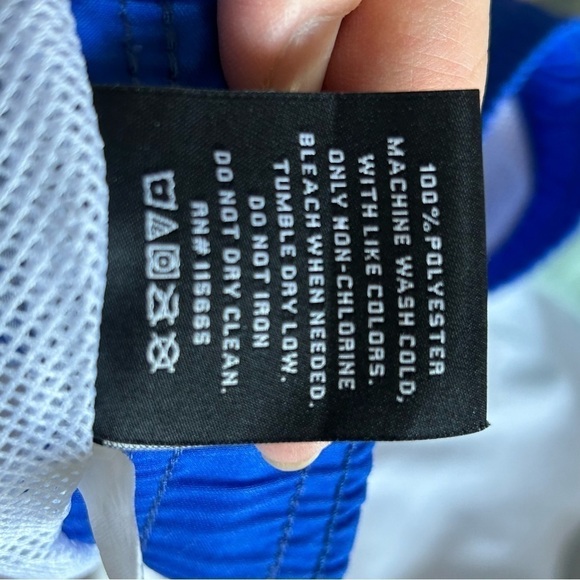 100% POLYESTER
MACHINE WASH COLD,
WITH LIKE COLORS.
ONLY NON-CHLORINE
BLEACH WHEN NEEDED.
TUMBLE DRY LOW.
DO NOT IRON
DO NOT DRY CLEAN.
RN# 115665